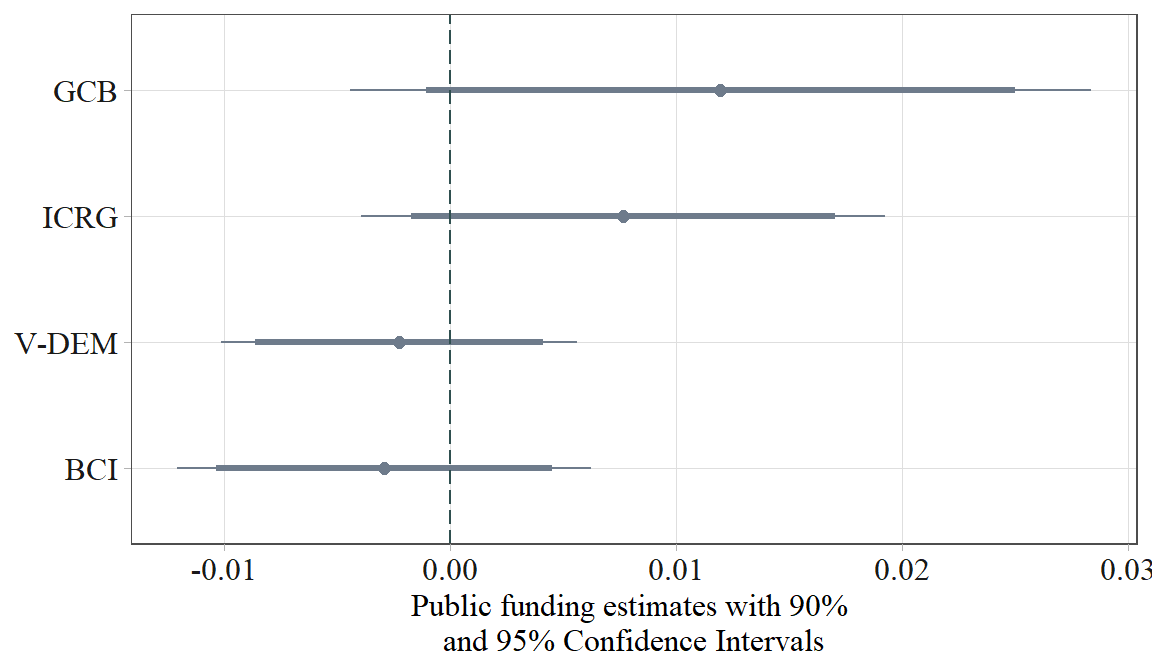 GCB
ICRG
V-DEM
BCI
-0.01 0.00 0.01 0.02 0.03
Public funding estimates with 90%
and 95% Confidence Intervals